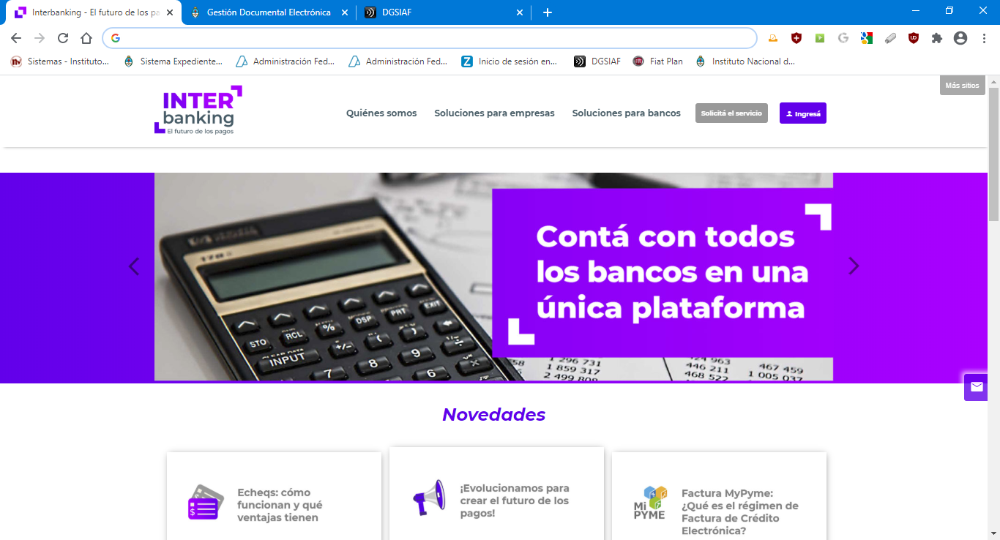 Interbanking - El futuro de los pa
Gestión Documental Electrónica
DGSIAF
Sistemas - Instituto...
Sistema Expediente...
Administración Fed...
Administración Fed...
Inicio de sesión en...
DGSIAF
Fiat Plan
Instituto Nacional d...
Más sitios
INTER
banking
El futuro de los pagos
Quiénes somos
Soluciones para empresas
Soluciones para bancos
Solicitá el servicio
Ingresá
Contá con todos
los bancos en una
única plataforma
STO RCL % DSP PRT EXIT
INPUT +/- ( )
7 8 9 ÷
6 ×
1 296 731
1 859 317
2 499 809
424 963
446 211
468 522
467 459
1 005 037
Novedades
Echeqs: cómo
funcionan y qué
ventajas tienen
¡Evolucionamos para
crear el futuro de los
pagos!
Mi
PYME
Factura MyPyme:
¿Qué es el régimen de
Factura de Crédito
Electrónica?